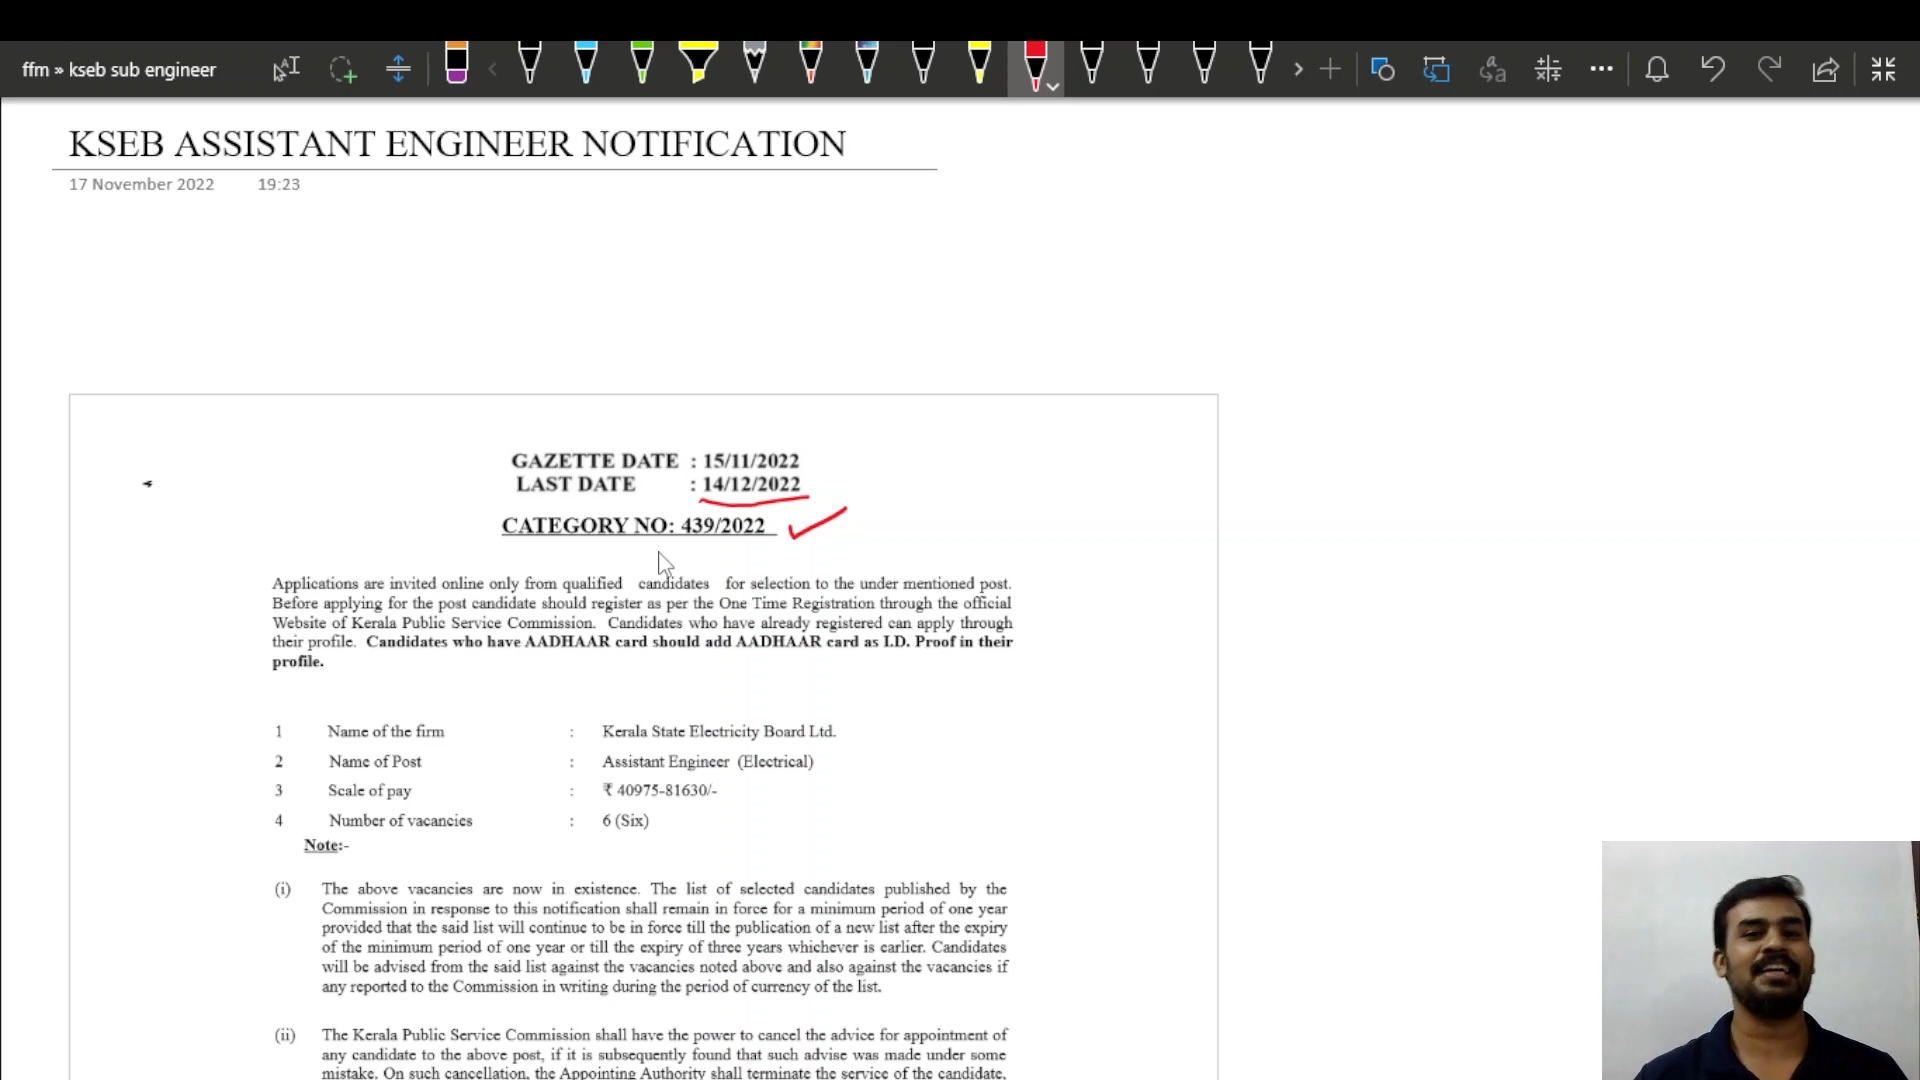 ffm » kseb sub engineer
KSEB ASSISTANT ENGINEER NOTIFICATION
17 November 2022 19:23
GAZETTE DATE : 15/11/2022
LAST DATE : 14/12/2022
CATEGORY NO: 439/2022
Applications are invited online only from qualified candidates for selection to the under mentioned post.
Before applying for the post candidate should register as per the One Time Registration through the official
Website of Kerala Public Service Commission. Candidates who have already registered can apply through
their profile. Candidates who have AADHAAR card should add AADHAAR card as I.D. Proof in their
profile.
1 Name of the firm : Kerala State Electricity Board Ltd.
2 Name of Post : Assistant Engineer (Electrical)
3 Scale of pay : ₹ 40975-81630/-
4 Number of vacancies : 6 (Six)
Note:-
(i) The above vacancies are now in existence. The list of selected candidates published by the
Commission in response to this notification shall remain in force for a minimum period of one year
provided that the said list will continue to be in force till the publication of a new list after the expiry
of the minimum period of one year or till the expiry of three years whichever is earlier. Candidates
will be advised from the said list against the vacancies noted above and also against the vacancies if
any reported to the Commission in writing during the period of currency of the list.
(ii) The Kerala Public Service Commission shall have the power to cancel the advice for appointment of
any candidate to the above post, if it is subsequently found that such advise was made under some
mistake. On such cancellation, the Appointing Authority shall terminate the service of the candidate,